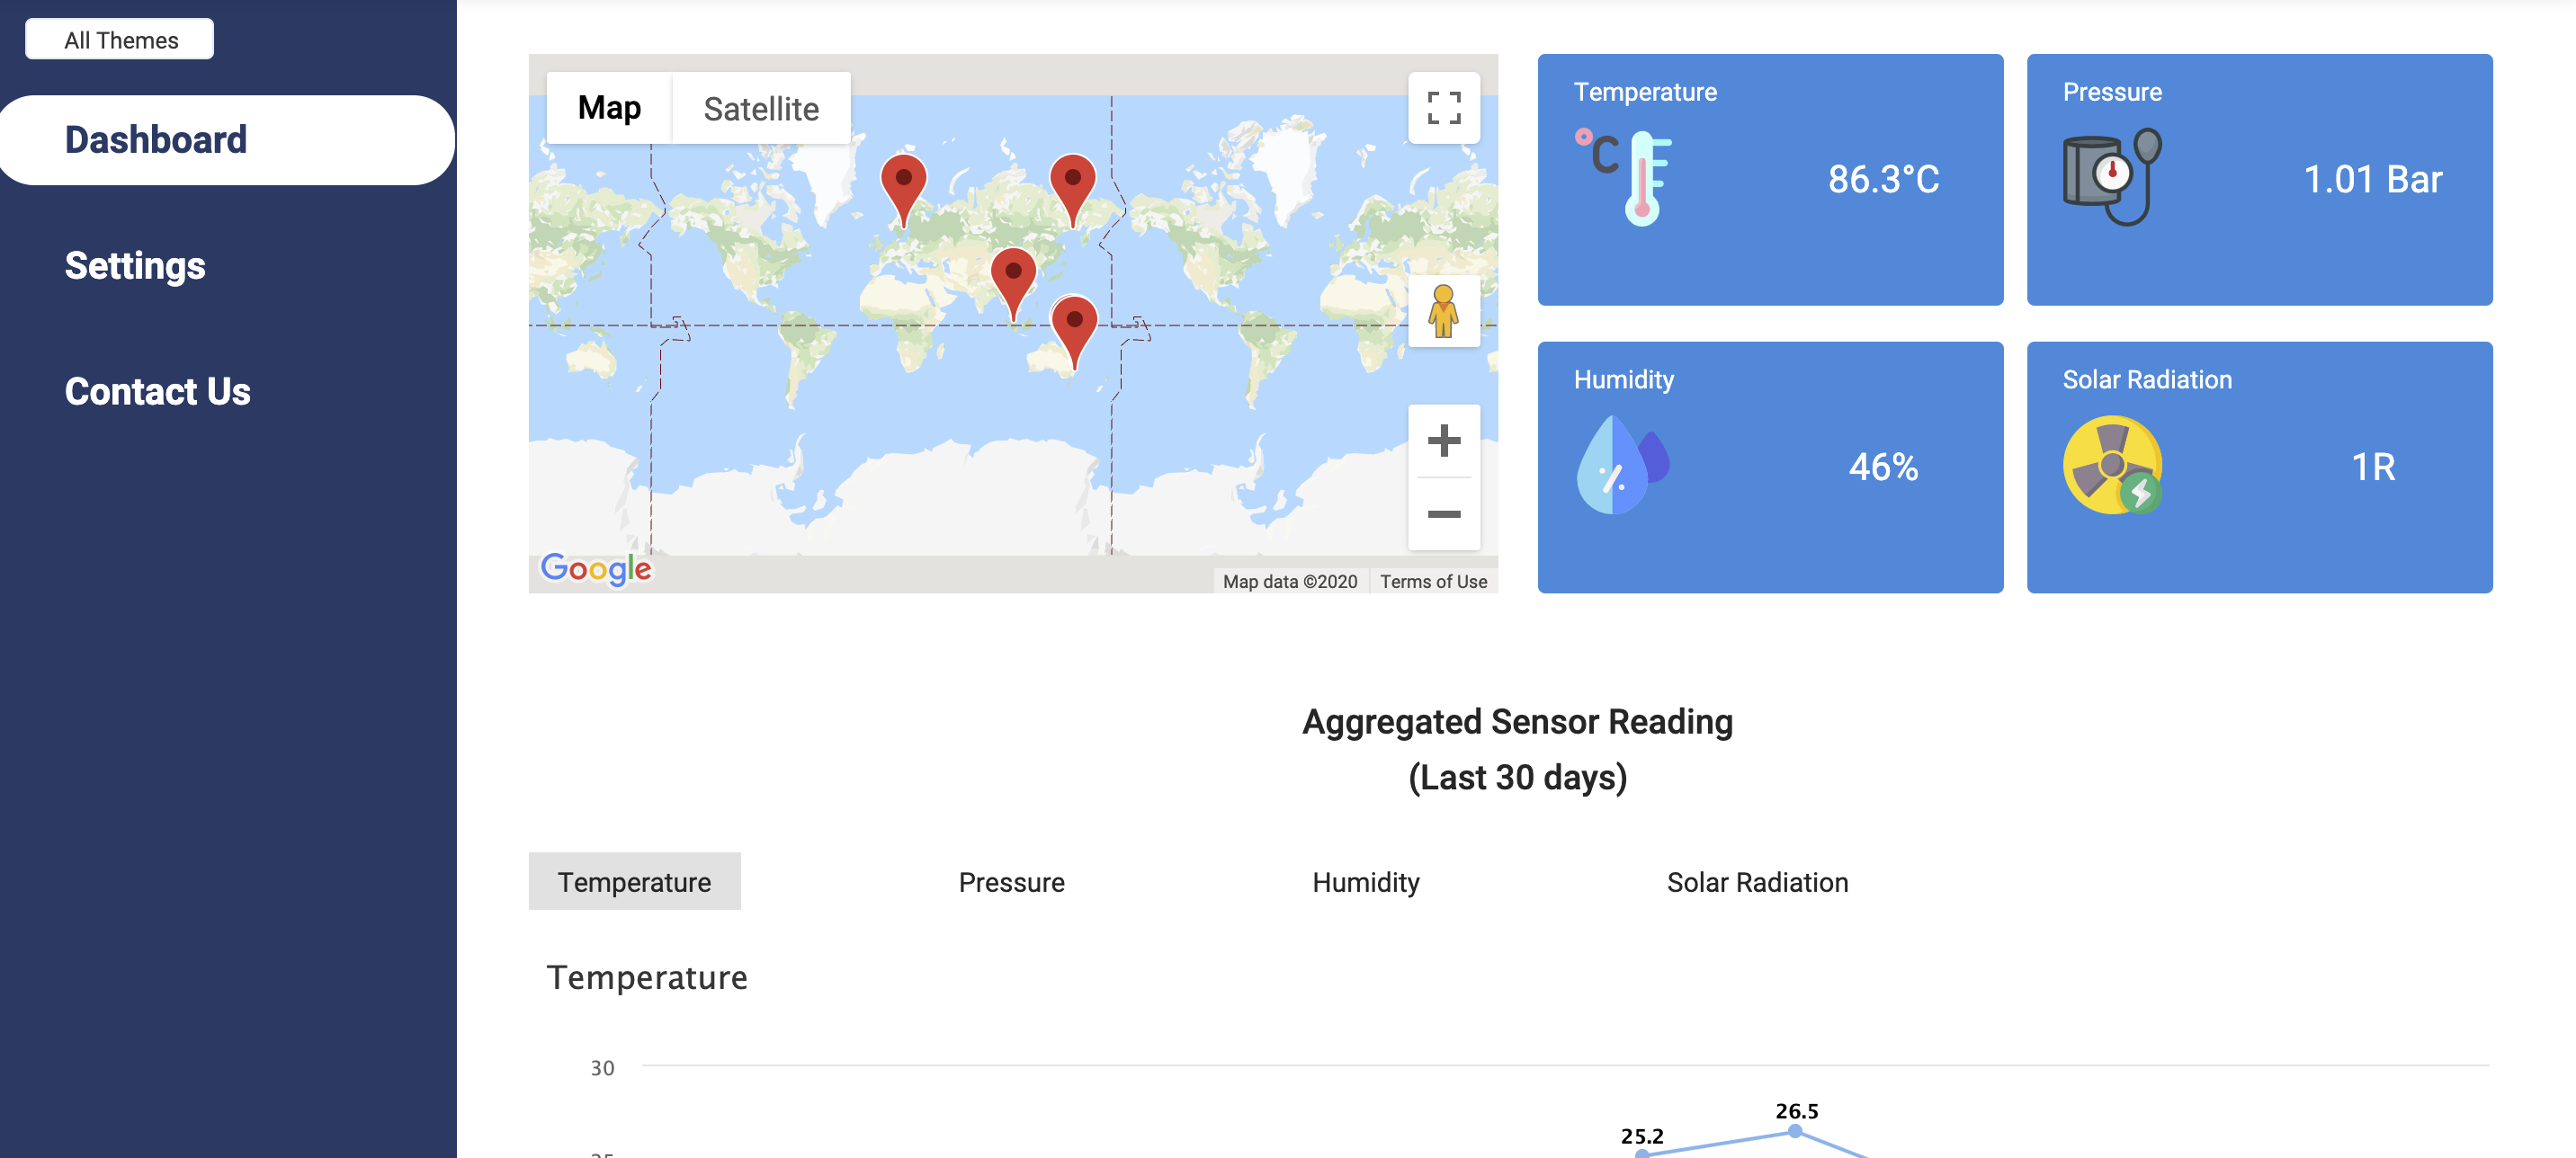 All Themes
Dashboard
Settings
Contact Us
Map
Satellite
Google
Map data ©2020
Terms of Use
Temperature
°C
86.3°C
Pressure
1.01 Bar
Humidity
%
46%
Solar Radiation
1R
Aggregated Sensor Reading
(Last 30 days)
Temperature
Pressure
Humidity
Solar Radiation
Temperature
30
26.5
25.2